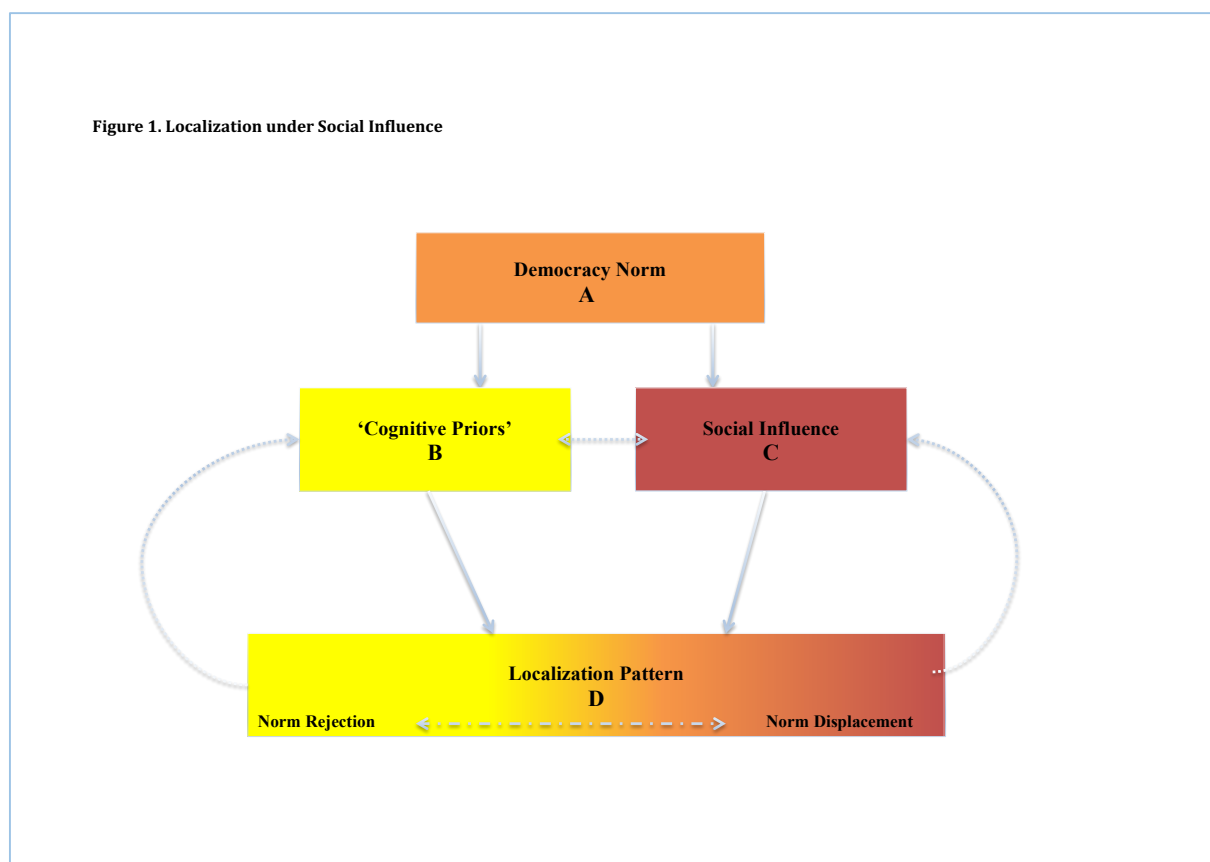 Figure 1. Localization under Social Influence
Democracy Norm
A
‘Cognitive Priors’
B
Social Influence
C
Localization Pattern
D
Norm Rejection
Norm Displacement